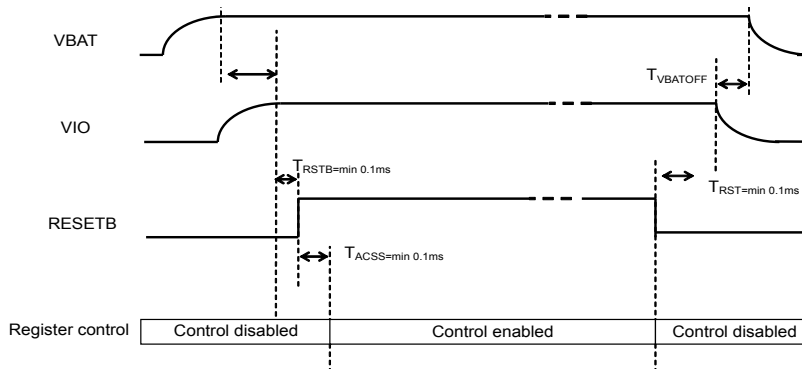 VBAT
TVBATOFF
VIO
TRSTB=min 0.1ms
TRST=min 0.1ms
RESETB
TACSS=min 0.1ms
Register control Control disabled Control enabled Control disabled